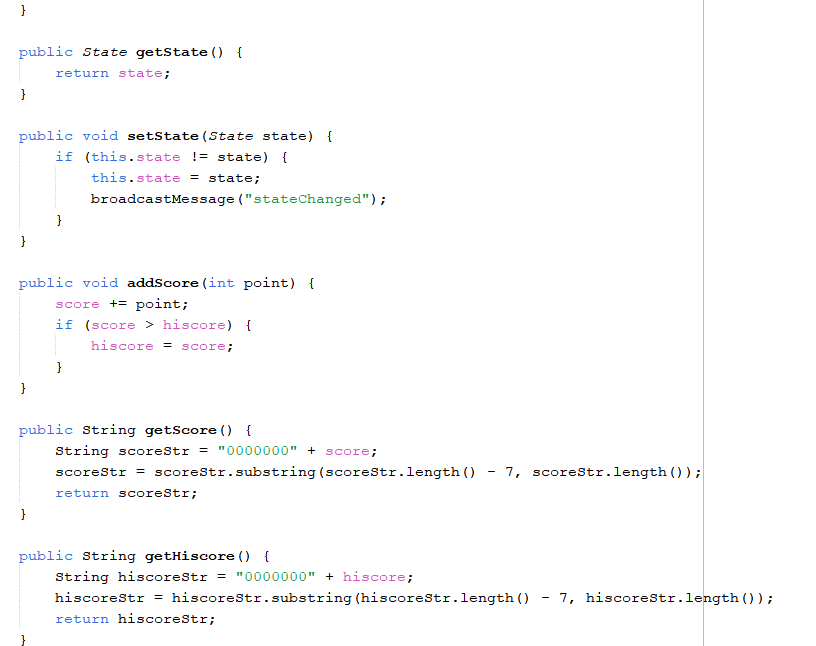 }

public State getState() {
    return state;
}

public void setState(State state) {
    if (this.state != state) {
        this.state = state;
        broadcastMessage("stateChanged");
    }
}

public void addScore(int point) {
    score += point;
    if (score > hiscore) {
        hiscore = score;
    }
}

public String getScore() {
    String scoreStr = "0000000" + score;
    scoreStr = scoreStr.substring(scoreStr.length() - 7, scoreStr.length());
    return scoreStr;
}

public String getHiscore() {
    String hiscoreStr = "0000000" + hiscore;
    hiscoreStr = hiscoreStr.substring(hiscoreStr.length() - 7, hiscoreStr.length());
    return hiscoreStr;
}